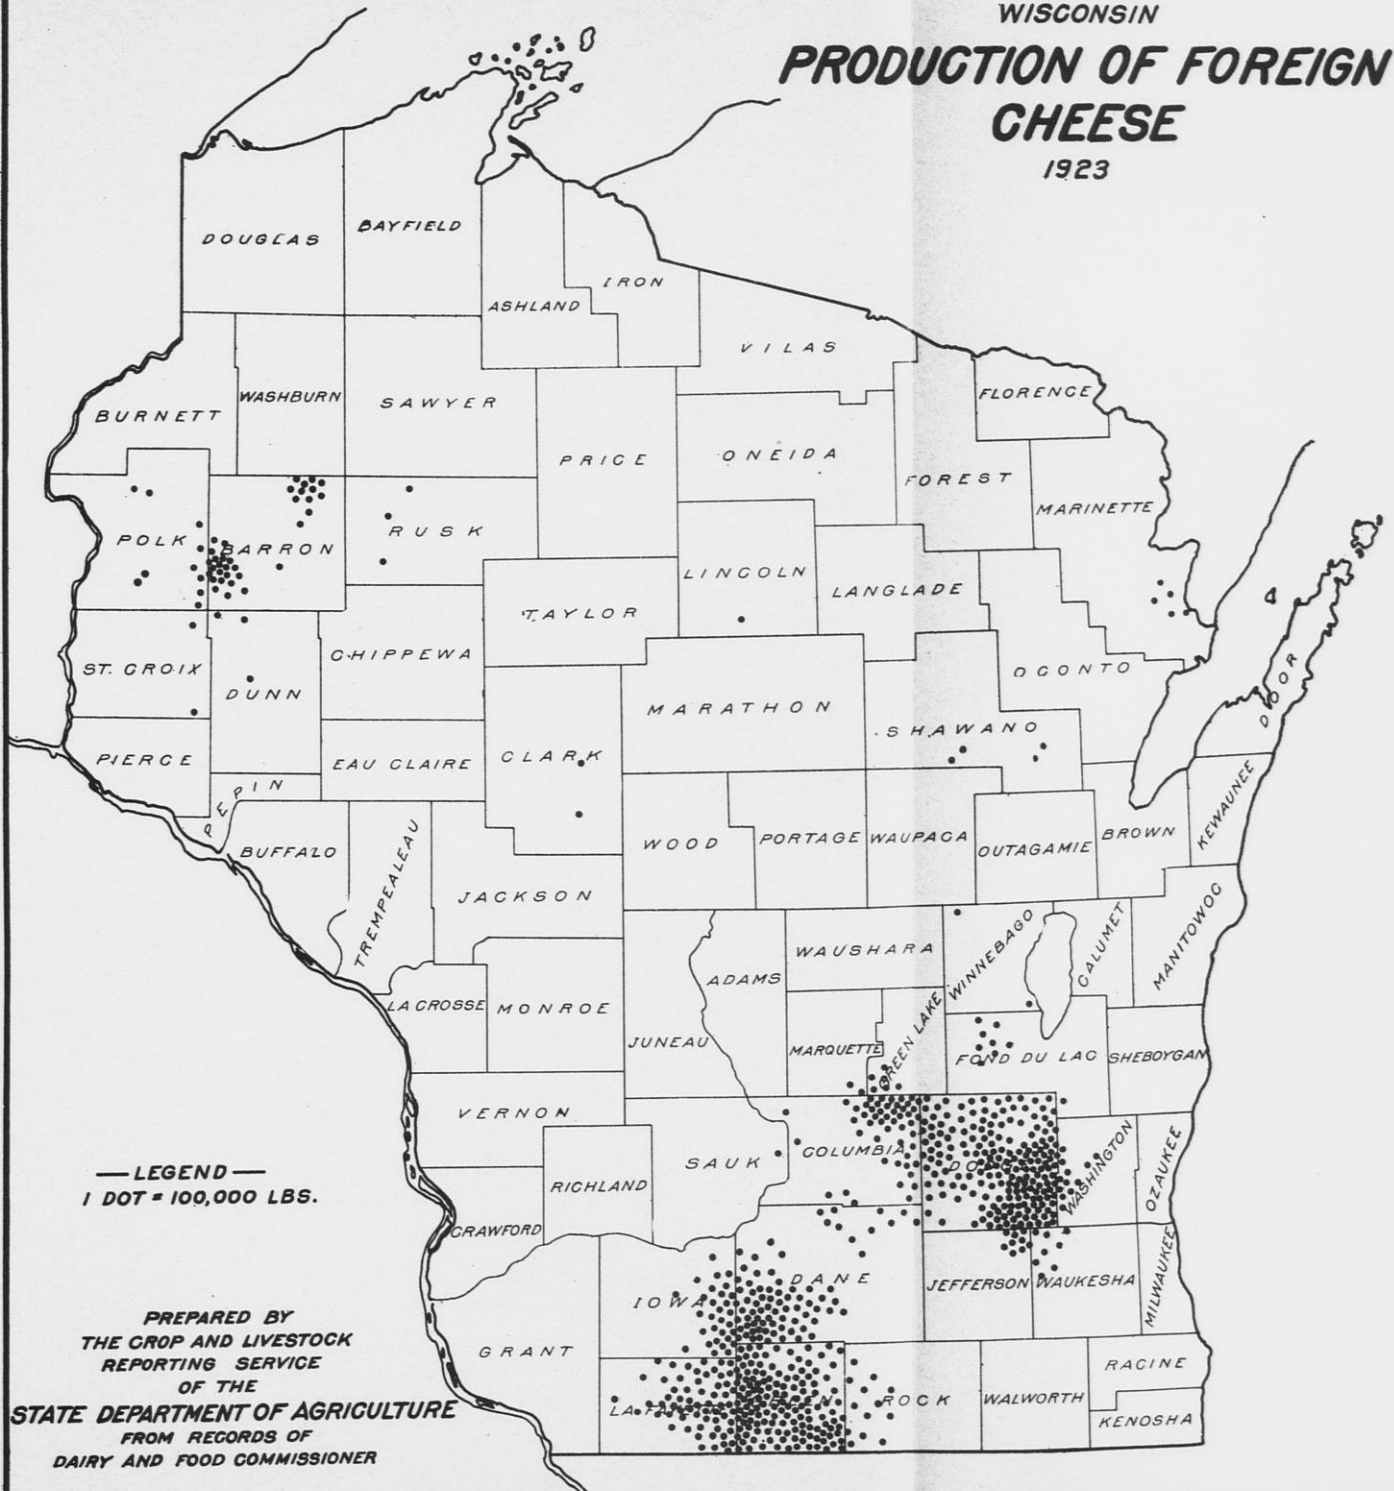 WISCONSIN
PRODUCTION OF FOREIGN
CHEESE
1923
DOUGLAS
BAYFIELD
ASHLAND
IRON
VILAS
FLORENCE
BURNETT
WASHBURN
SAWYER
PRICE
ONEIDA
FOREST
MARINETTE
POLK
BARRON
RUSK
TAYLOR
LINCOLN
LANGLADE
4
ST. CROIX
DUNN
CHIPPEWA
MARATHON
OCONTO
DOOR
SHAWANO
PIERCE
EAU CLAIRE
CLARK
PEPIN
BUFFALO
TREMPEALEAU
JACKSON
WOOD
PORTAGE
WAUPACA
OUTAGAMIE
BROWN
KEWAUNEE
LA CROSSE
MONROE
JUNEAU
ADAMS
WAUSHARA
WINNEBAGO
CALUMET
MANITOWOC
MARQUETTE
GREEN LAKE
FOND DU LAC
SHEBOYGAN
VERNON
SAUK
COLUMBIA
WASHINGTON
OZAUKEE
RICHLAND
CRAWFORD
IOWA
DANE
JEFFERSON
WAUKESHA
MILWAUKEE
GRANT
ROCK
WALWORTH
RACINE
KENOSHA
LEGEND
1 DOT = 100,000 LBS.
PREPARED BY
THE CROP AND LIVESTOCK
REPORTING SERVICE
OF THE
STATE DEPARTMENT OF AGRICULTURE
FROM RECORDS OF
DAIRY AND FOOD COMMISSIONER